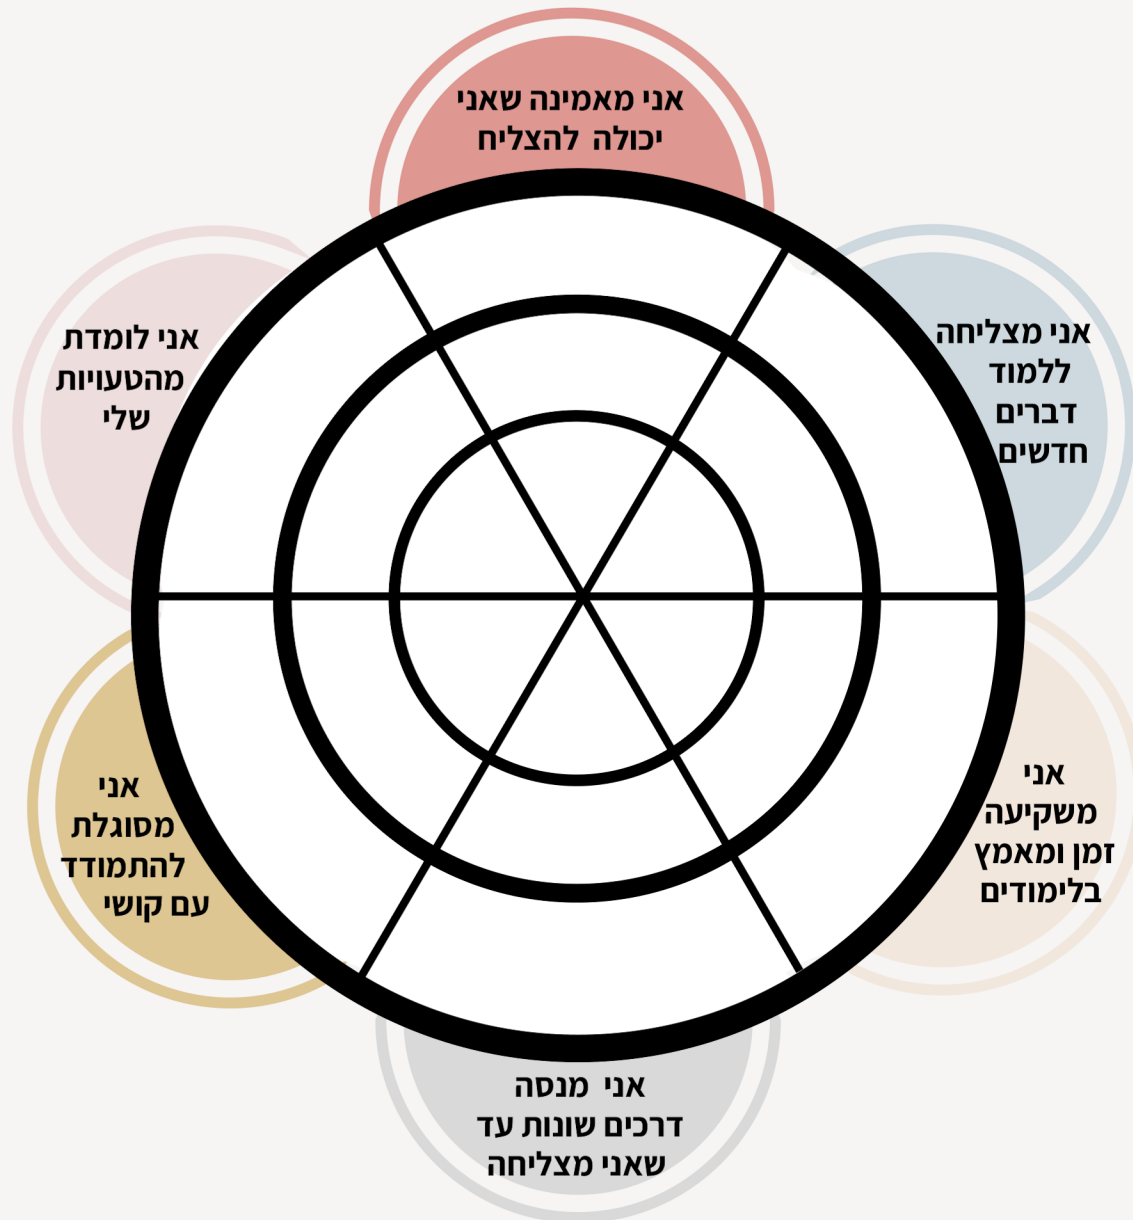 אני מאמינה שאני
יכולה להצליח
אני מצליחה
ללמוד
דברים
חדשים
אני
משקיעה
זמן ומאמץ
בלימודים
אני מנסה
דרכים שונות עד
שאני מצליחה
אני
מסוגלת
להתמודד
עם קושי
אני לומדת
מהטעויות
שלי